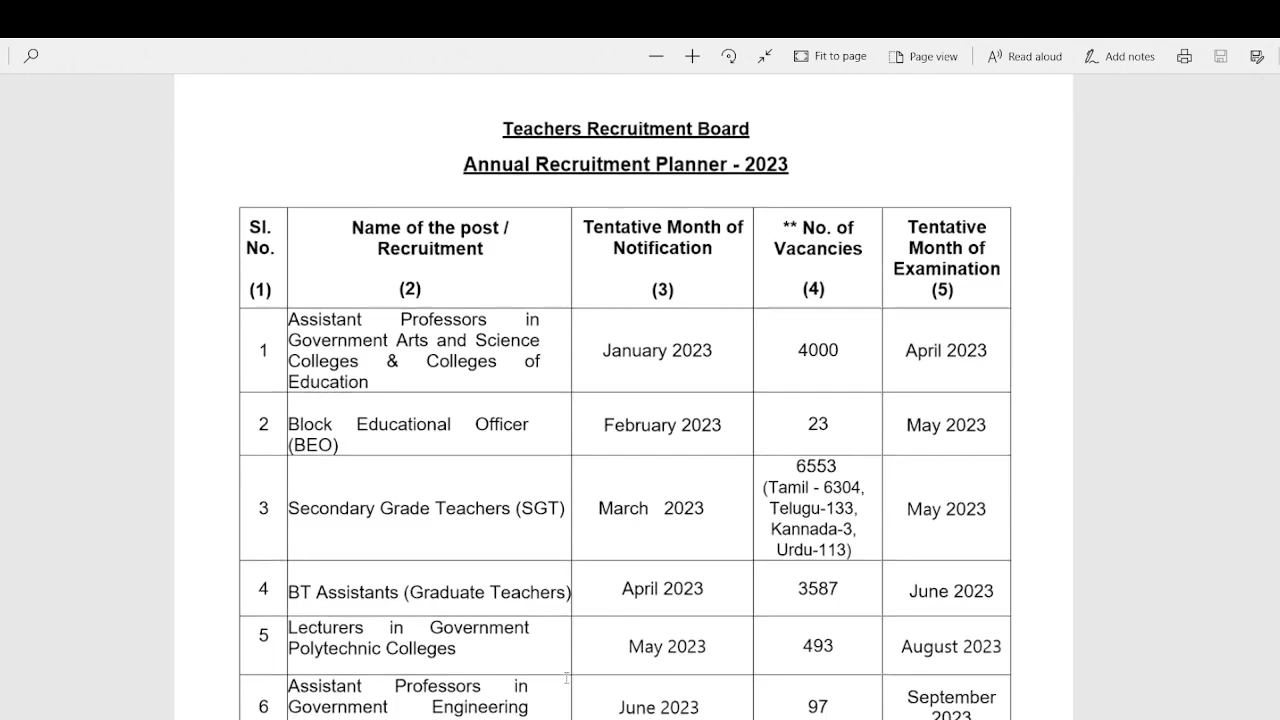 Fit to page
Page view
Read aloud
Add notes
Teachers Recruitment Board
Annual Recruitment Planner - 2023
Sl. No. (1)
Name of the post / Recruitment (2)
Tentative Month of Notification (3)
** No. of Vacancies (4)
Tentative Month of Examination (5)
1
Assistant Professors in
Government Arts and Science
Colleges & Colleges of
Education
January 2023
4000
April 2023
2
Block Educational Officer
(BEO)
February 2023
23
May 2023
3
Secondary Grade Teachers (SGT)
March 2023
6553
(Tamil - 6304,
Telugu-133,
Kannada-3,
Urdu-113)
May 2023
4
BT Assistants (Graduate Teachers)
April 2023
3587
June 2023
5
Lecturers in Government
Polytechnic Colleges
May 2023
493
August 2023
6
Assistant Professors in
Government Engineering
June 2023
97
September
2023